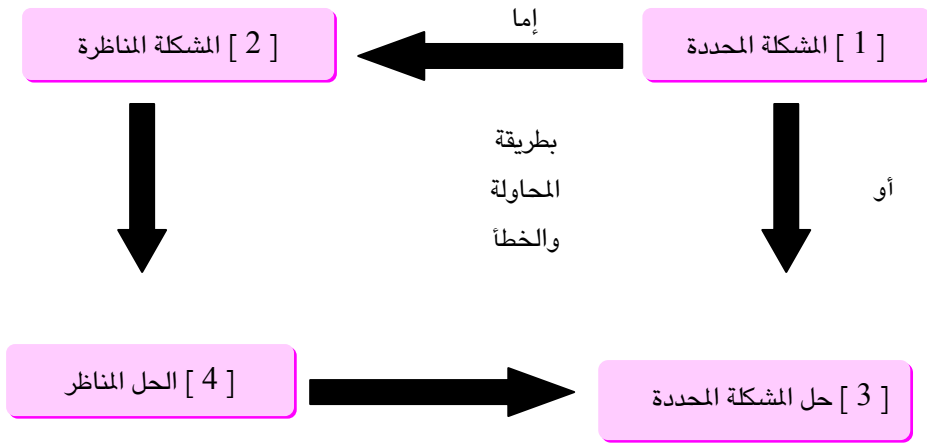 إما
[ 1 ] المشكلة المحددة
[ 2 ] المشكلة المناظرة
بطريقة
المحاولة
والخطأ
أو
[ 3 ] حل المشكلة المحددة
[ 4 ] الحل المناظر